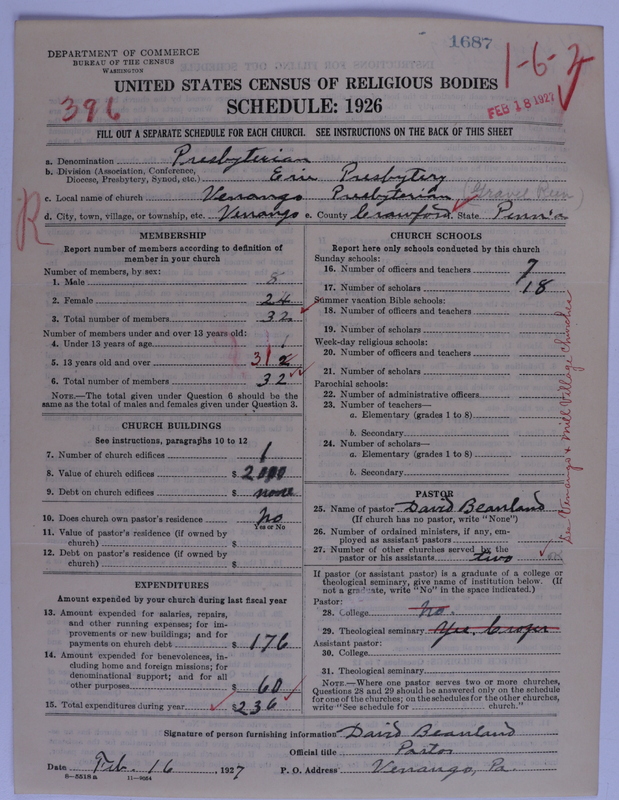 1687
DEPARTMENT OF COMMERCE
BUREAU OF THE CENSUS
WASHINGTON
1-6-2
UNITED STATES CENSUS OF RELIGIOUS BODIES
396
SCHEDULE: 1926
FEB 18 1927
FILL OUT A SEPARATE SCHEDULE FOR EACH CHURCH. SEE INSTRUCTIONS ON THE BACK OF THIS SHEET
a. Denomination Presbyterian
b. Division (Association, Conference, Diocese, Presbytery, Synod, etc.) Erie Presbytery
c. Local name of church Venango Presbyterian (Gravel Run)
d. City, town, village, or township, etc. Venango e. County Crawford. State Penn'a
R
MEMBERSHIP
Report number of members according to definition of
member in your church
Number of members, by sex:
1. Male 8
2. Female 24
3. Total number of members 32
Number of members under and over 13 years old:
4. Under 13 years of age 1
5. 13 years old and over 31
6. Total number of members 32
NOTE.—The total given under Question 6 should be the
same as the total of males and females given under Question 3.
CHURCH BUILDINGS
See instructions, paragraphs 10 to 12
7. Number of church edifices 1
8. Value of church edifices $ 2000
9. Debt on church edifices $ none
10. Does church own pastor's residence No
Yes or No
11. Value of pastor's residence (if owned by
church) $
12. Debt on pastor's residence (if owned by
church) $
EXPENDITURES
Amount expended by your church during last fiscal year
13. Amount expended for salaries, repairs,
and other running expenses; for im-
provements or new buildings; and for
payments on church debt $ 176
14. Amount expended for benevolences, in-
cluding home and foreign missions; for
denominational support; and for all
other purposes $ 60
15. Total expenditures during year $ 236
CHURCH SCHOOLS
Report here only schools conducted by this church
Sunday schools:
16. Number of officers and teachers 7
17. Number of scholars 18
Summer vacation Bible schools:
18. Number of officers and teachers
19. Number of scholars
Week-day religious schools:
20. Number of officers and teachers
21. Number of scholars
Parochial schools:
22. Number of administrative officers
23. Number of teachers—
a. Elementary (grades 1 to 8)
b. Secondary
24. Number of scholars—
a. Elementary (grades 1 to 8)
b. Secondary
PASTOR
25. Name of pastor David Beanland
(If church has no pastor, write "None")
26. Number of ordained ministers, if any, em-
ployed as assistant pastors
27. Number of other churches served by the
pastor or his assistants two
If pastor (or assistant pastor) is a graduate of a college or
theological seminary, give name of institution below. (If
not a graduate, write "No" in the space indicated.)
Pastor:
28. College No.
29. Theological seminary Yes. Crozer
Assistant pastor:
30. College
31. Theological seminary
NOTE.—Where one pastor serves two or more churches,
Questions 28 and 29 should be answered only on the schedule
for one of the churches; on the schedules for the other churches,
write "See schedule for church."
See Venango & Mill Village Churches
Signature of person furnishing information David Beanland
Official title Pastor
Date Feb. 16, 1927 P. O. Address Venango, Pa.
8—5518 a 11—9064